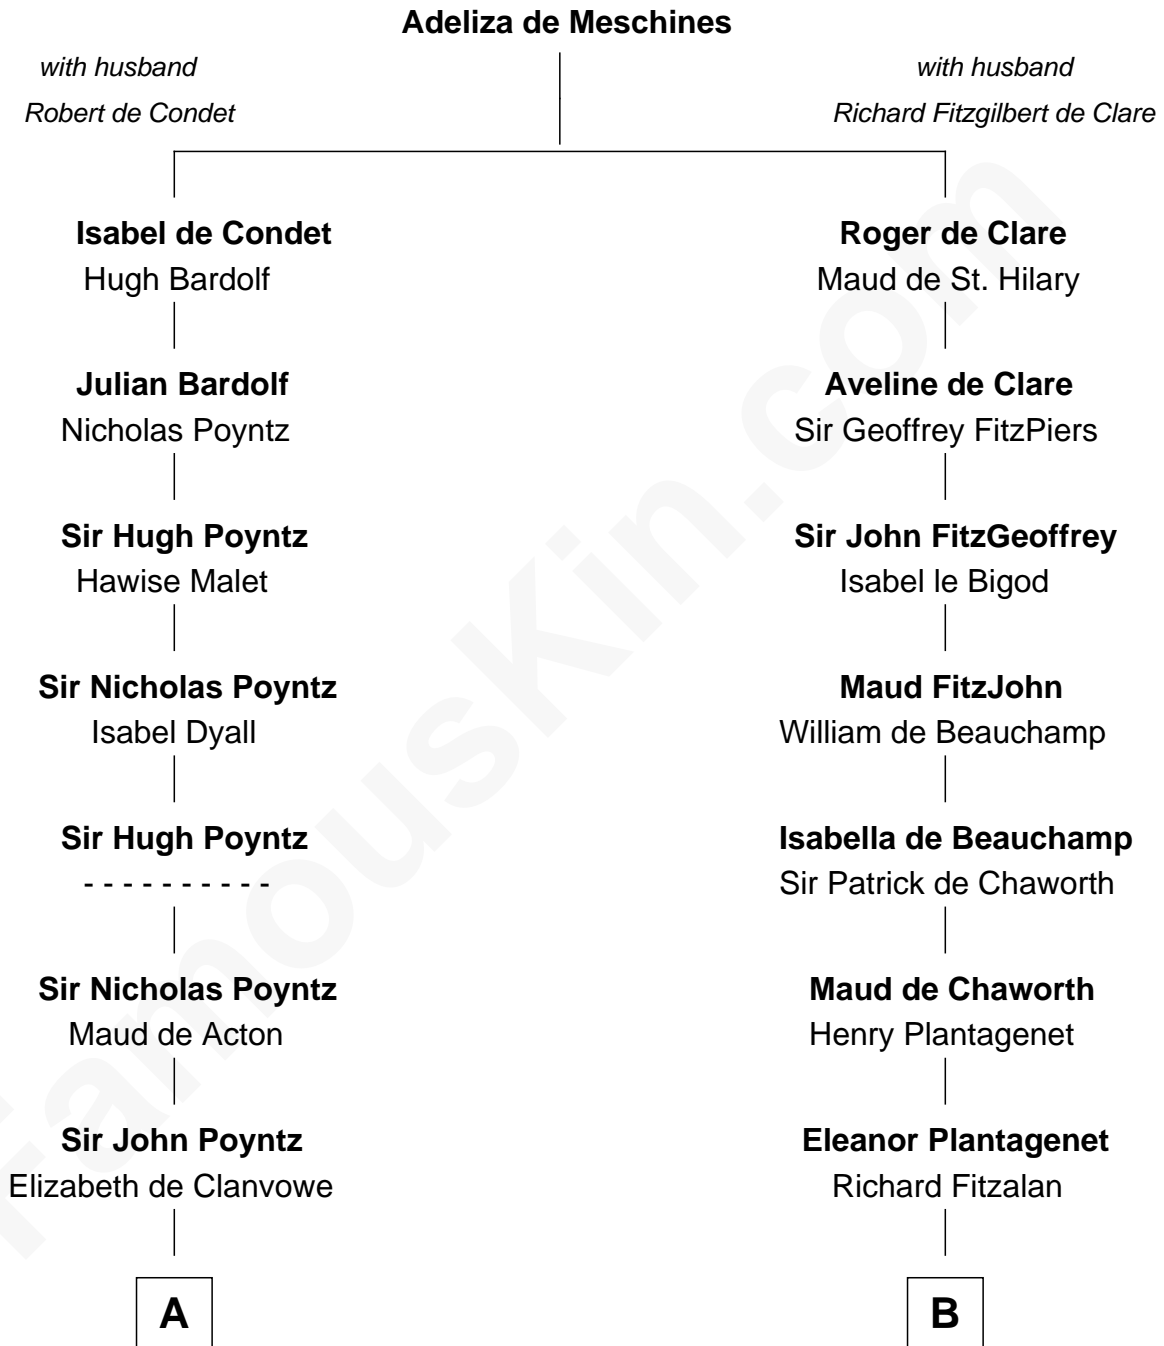 Adeliza de Meschines
with husband
Robert de Condet
with husband
Richard Fitzgilbert de Clare
Isabel de Condet
Hugh Bardolf
Roger de Clare
Maud de St. Hilary
Julian Bardolf
Nicholas Poyntz
Aveline de Clare
Sir Geoffrey FitzPiers
Sir Hugh Poyntz
Hawise Malet
Sir John FitzGeoffrey
Isabel le Bigod
Sir Nicholas Poyntz
Isabel Dyall
Maud FitzJohn
William de Beauchamp
Sir Hugh Poyntz
- - - - - - - - - -
Isabella de Beauchamp
Sir Patrick de Chaworth
Sir Nicholas Poyntz
Maud de Acton
Maud de Chaworth
Henry Plantagenet
Sir John Poyntz
Elizabeth de Clanvowe
Eleanor Plantagenet
Richard Fitzalan
A
B
FamousKin.com